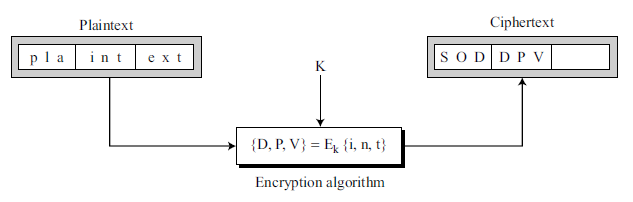 Plaintext
Ciphertext
p l a i n t e x t
S O D D P V
K
{D, P, V} = Ek {i, n, t}
Encryption algorithm